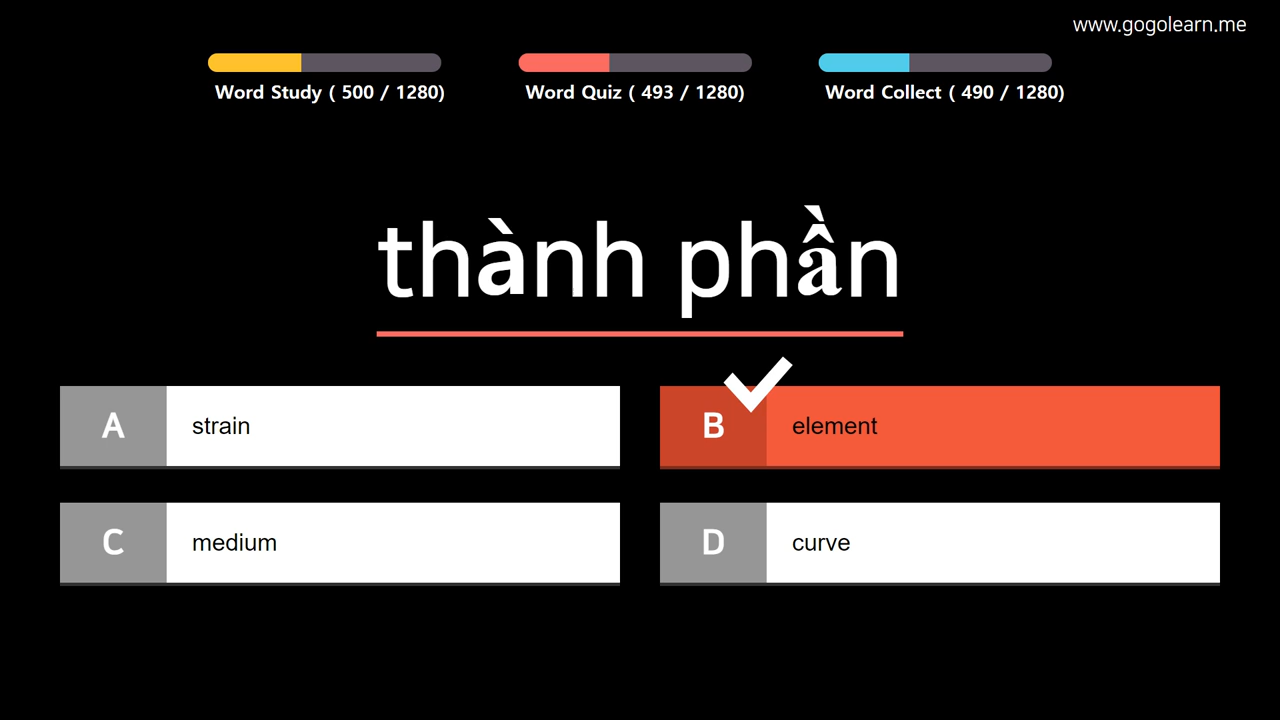 www.gogolearn.me
Word Study ( 500 / 1280)
Word Quiz ( 493 / 1280)
Word Collect ( 490 / 1280)
thành phần
A strain
B element
C medium
D curve